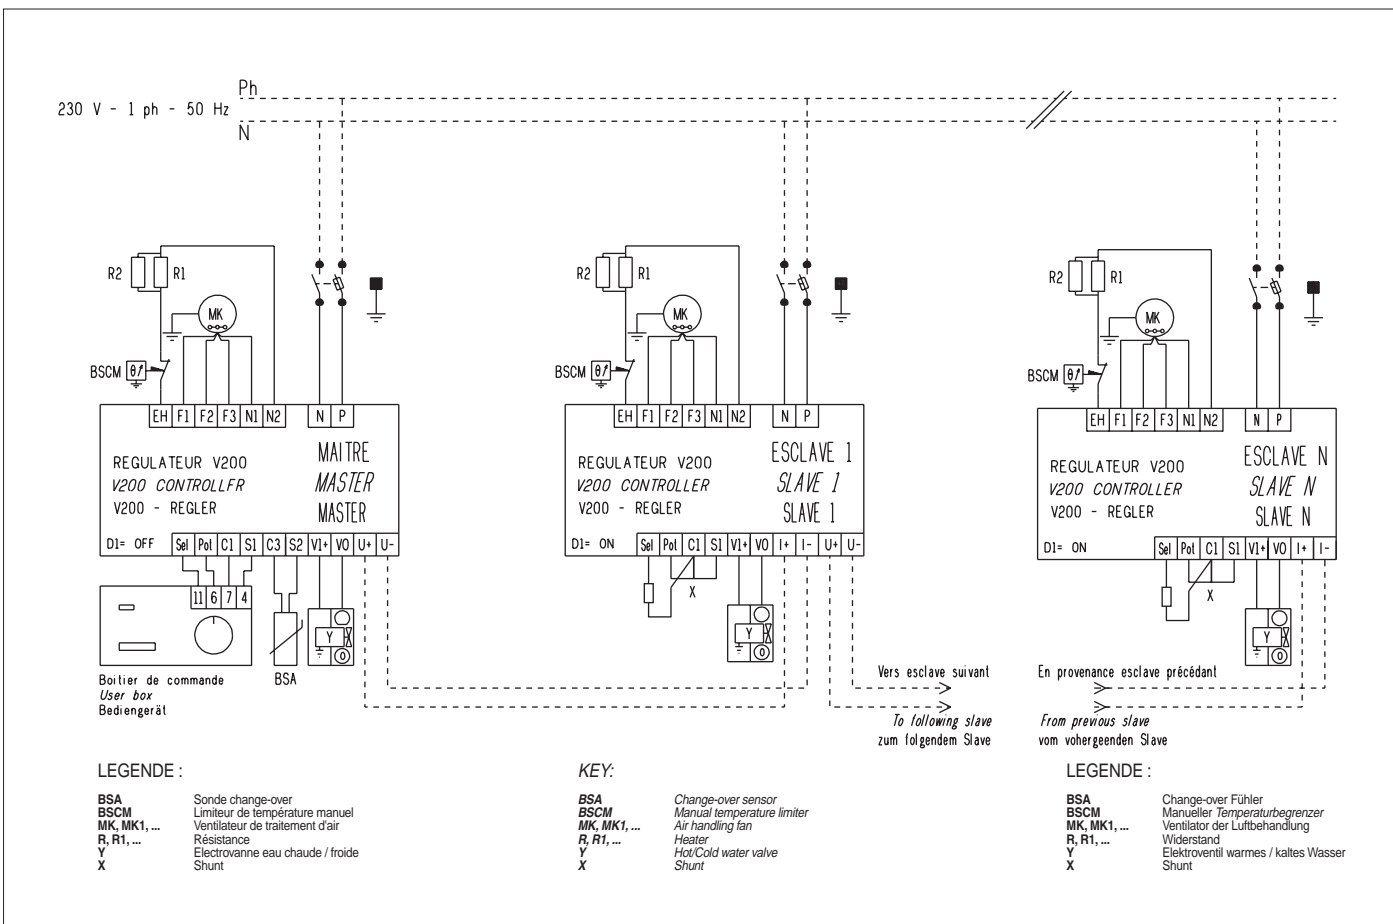 Ph
230 V - 1 ph - 50 Hz
N
R2 R1
MK
BSCM θ
EH F1 F2 F3 N1 N2 N P
REGULATEUR V200
V200 CONTROLLFR
V200 - REGLER
MAITRE
MASTER
MASTER
D1= OFF
Sel Pot C1 S1 C3 S2 V1+ VO U+ U-
11 6 7 4
Y
O
BSA
Boitier de commande
User box
Bediengerät
R2 R1
MK
BSCM θ
EH F1 F2 F3 N1 N2 N P
REGULATEUR V200
V200 CONTROLLER
V200 - REGLER
ESCLAVE 1
SLAVE 1
SLAVE 1
D1= ON
Sel Pot C1 S1 V1+ VO I+ I- U+ U-
X
Y
O
Vers esclave suivant
To following slave
zum folgendem Slave
R2 R1
MK
BSCM θ
EH F1 F2 F3 N1 N2 N P
REGULATEUR V200
V200 CONTROLLER
V200 - REGLER
ESCLAVE N
SLAVE N
SLAVE N
D1= ON
Sel Pot C1 S1 V1+ VO I+ I-
X
Y
O
En provenance esclave précédant
From previous slave
vom vohergeenden Slave
LEGENDE :
BSA Sonde change-over
BSCM Limiteur de température manuel
MK, MK1, ... Ventilateur de traitement d'air
R, R1, ... Résistance
Y Electrovanne eau chaude / froide
X Shunt
KEY:
BSA Change-over sensor
BSCM Manual temperature limiter
MK, MK1, ... Air handling fan
R, R1, ... Heater
Y Hot/Cold water valve
X Shunt
LEGENDE :
BSA Change-over Fühler
BSCM Manueller Temperaturbegrenzer
MK, MK1, ... Ventilator der Luftbehandlung
R, R1, ... Widerstand
Y Elektroventil warmes / kaltes Wasser
X Shunt